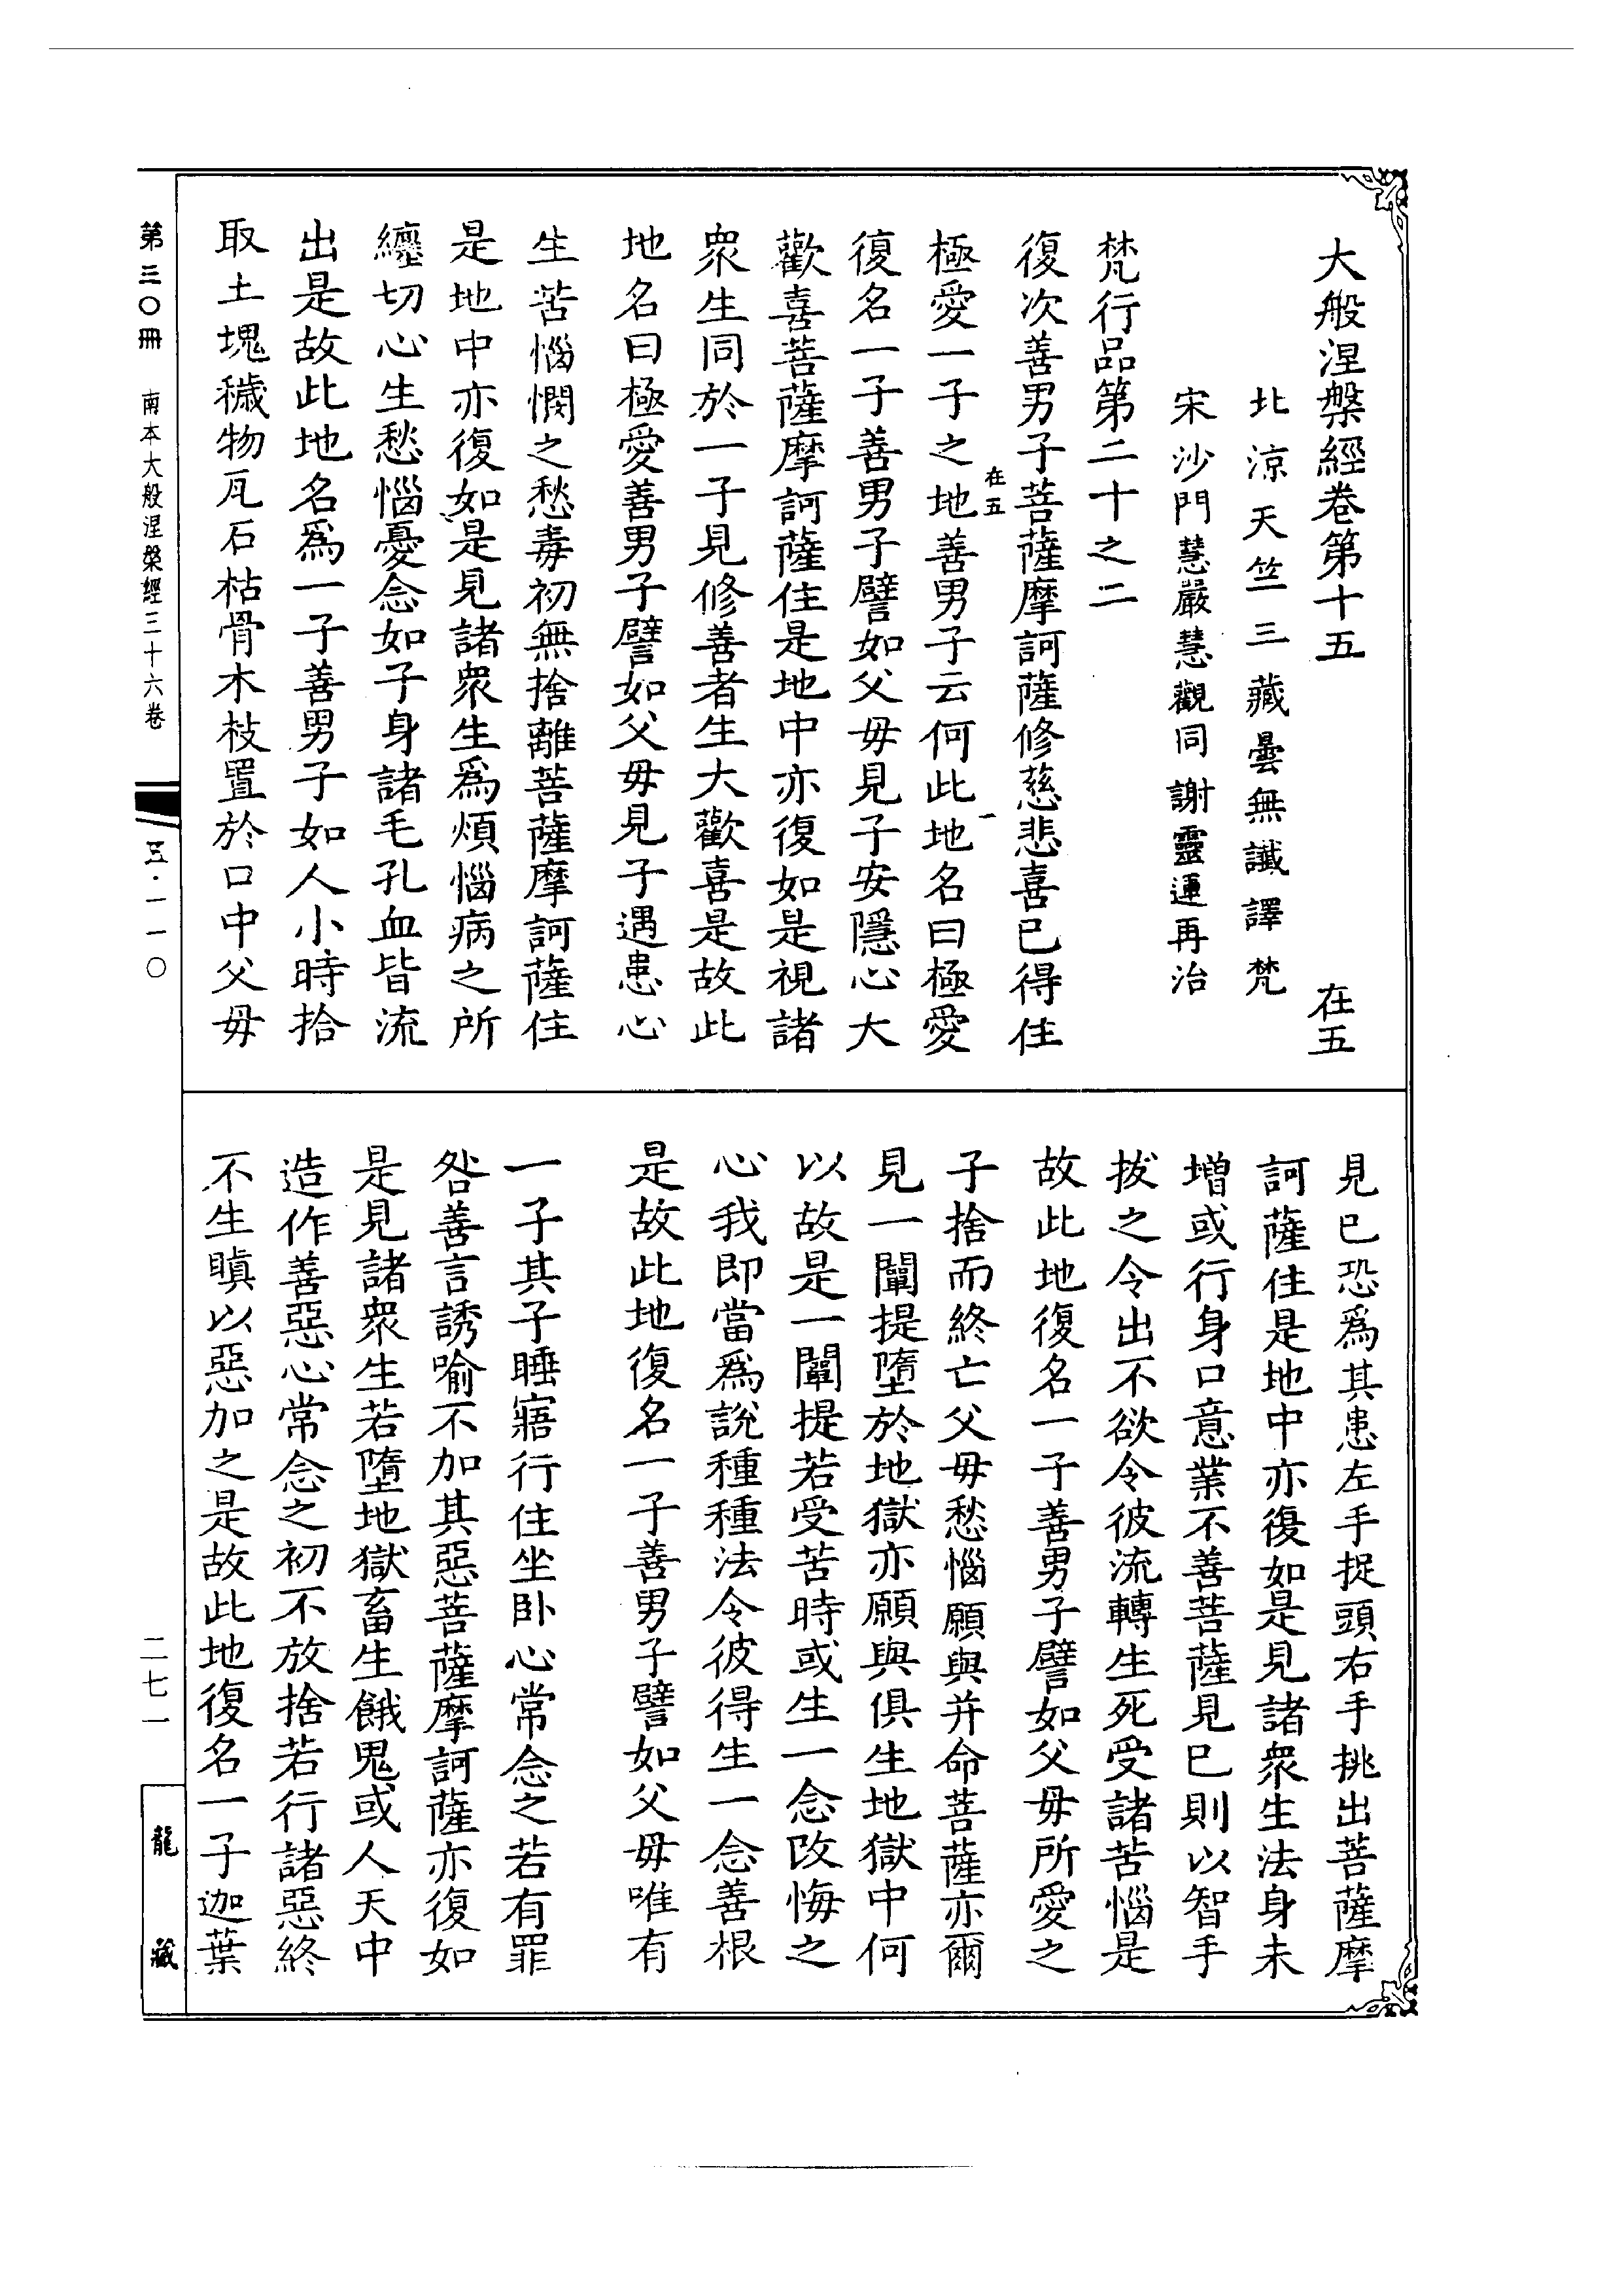 大般涅槃經卷第十五　在五
北涼天竺三藏曇無讖譯梵
宋沙門慧嚴慧觀同謝靈運再治
梵行品第二十之二
復次善男子菩薩摩訶薩修慈悲喜已得住
在五　一
極愛一子之地善男子云何此地名曰極愛
復名一子善男子譬如父毋見子安隱心大
歡喜菩薩摩訶薩住是地中亦復如是視諸
眾生同於一子見修善者生大歡喜是故此
地名曰極愛善男子譬如父毋見子遇患心
生苦惱憫之愁毒初無捨離菩薩摩訶薩住
是地中亦復如是見諸眾生為煩惱病之所
纏切心生愁惱憂念如子身諸毛孔血皆流
出是故此地名為一子善男子如人小時拾
取土塊穢物瓦石枯骨木枝置於口中父毋
見已恐為其患左手捉頭右手挑出菩薩摩
訶薩住是地中亦復如是見諸眾生法身未
增或行身口意業不善菩薩見已則以智手
拔之令出不欲令彼流轉生死受諸苦惱是
故此地復名一子善男子譬如父毋所愛之
子捨而終亡父毋愁惱願與并命菩薩亦爾
見一闡提墮於地獄亦願與俱生地獄中何
以故是一闡提若受苦時或生一念改悔之
心我即當為說種種法令彼得生一念善根
是故此地復名一子善男子譬如父毋唯有
一子其子睡寤行住坐臥心常念之若有罪
咎善言誘喻不加其惡菩薩摩訶薩亦復如
是見諸眾生若墮地獄畜生餓鬼或人天中
造作善惡心常念之初不放捨若行諸惡終
不生瞋以惡加之是故此地復名一子迦葉
第三〇冊　南本大般涅槃經三十六卷
五·一一〇
二七一
龍藏